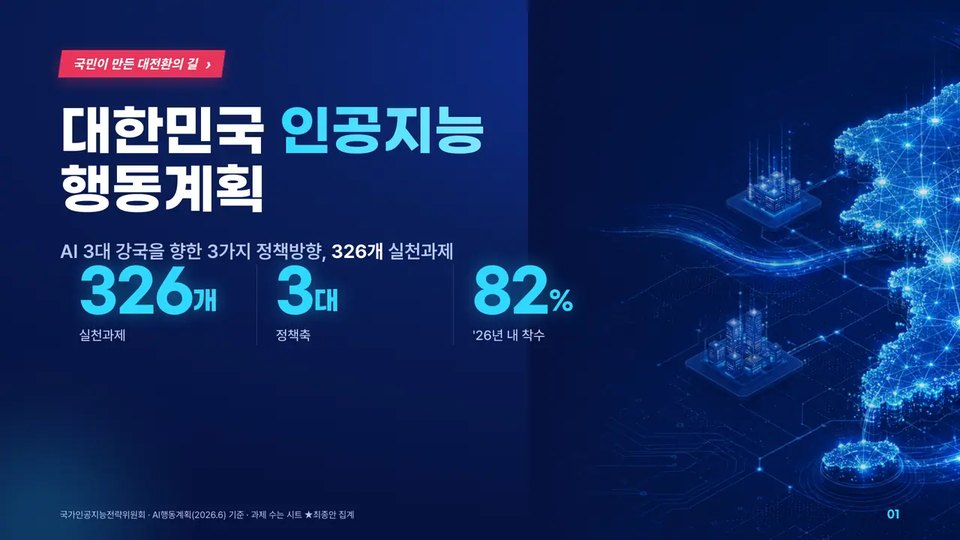 국민이 만든 대전환의 길 ›
대한민국 인공지능
행동계획
AI 3대 강국을 향한 3가지 정책방향, 326개 실천과제
326개
실천과제
3대
정책축
82%
'26년 내 착수
국가인공지능전략위원회 · AI행동계획(2026.6) 기준 · 과제 수는 시트 ★최종안 집계
01